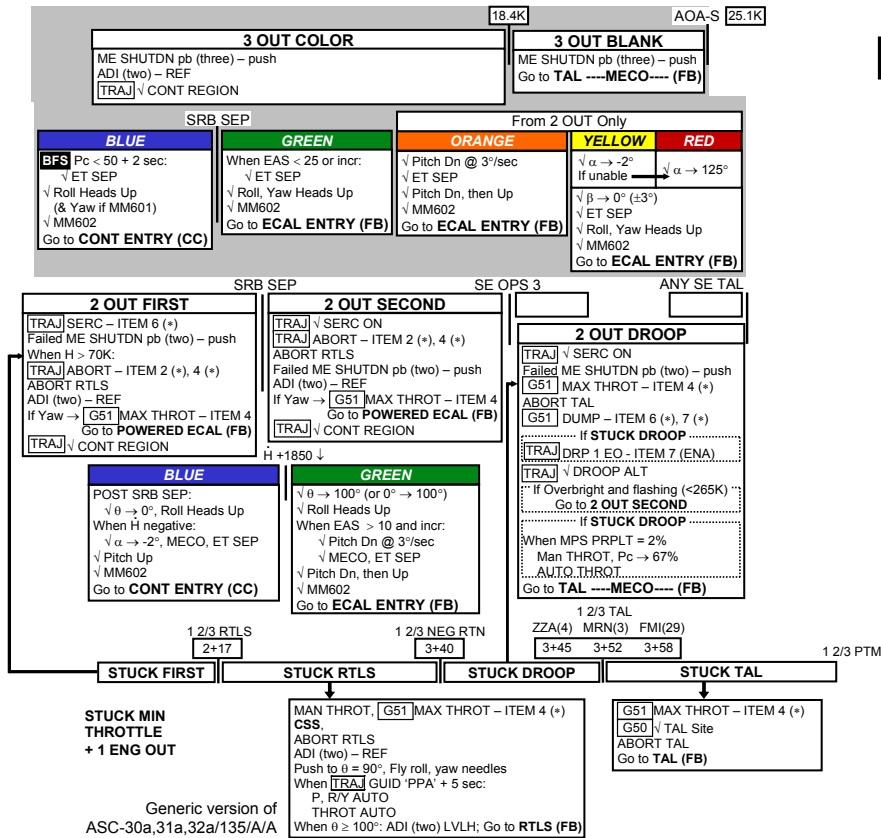 18.4K
AOA-S 25.1K
3 OUT COLOR
ME SHUTDN pb (three) – push
ADI (two) – REF
TRAJ √ CONT REGION
3 OUT BLANK
ME SHUTDN pb (three) – push
Go to TAL ----MECO---- (FB)
SRB SEP
From 2 OUT Only
BLUE
BFS Pc < 50 + 2 sec:
√ ET SEP
√ Roll Heads Up
(& Yaw if MM601)
√ MM602
Go to CONT ENTRY (CC)
GREEN
When EAS < 25 or incr:
√ ET SEP
√ Roll, Yaw Heads Up
√ MM602
Go to ECAL ENTRY (FB)
ORANGE
√ Pitch Dn @ 3°/sec
√ ET SEP
√ Pitch Dn, then Up
√ MM602
Go to ECAL ENTRY (FB)
YELLOW
RED
√ α → -2°
If unable
√ α → 125°
√ β → 0° (±3°)
√ ET SEP
√ Roll, Yaw Heads Up
√ MM602
Go to ECAL ENTRY (FB)
SRB SEP
SE OPS 3
ANY SE TAL
2 OUT FIRST
TRAJ SERC – ITEM 6 (∗)
Failed ME SHUTDN pb (two) – push
When H > 70K:
TRAJ ABORT – ITEM 2 (∗), 4 (∗)
ABORT RTLS
ADI (two) – REF
If Yaw → G51 MAX THROT – ITEM 4
Go to POWERED ECAL (FB)
TRAJ √ CONT REGION
2 OUT SECOND
TRAJ √ SERC ON
TRAJ ABORT – ITEM 2 (∗), 4 (∗)
ABORT RTLS
Failed ME SHUTDN pb (two) – push
ADI (two) – REF
If Yaw → G51 MAX THROT – ITEM 4
Go to POWERED ECAL (FB)
TRAJ √ CONT REGION
2 OUT DROOP
TRAJ √ SERC ON
Failed ME SHUTDN pb (two) – push
G51 MAX THROT – ITEM 4 (∗)
ABORT TAL
G51 DUMP – ITEM 6 (∗), 7 (∗)
If STUCK DROOP
TRAJ DRP 1 EO - ITEM 7 (ENA)
TRAJ √ DROOP ALT
If Overbright and flashing (<265K)
Go to 2 OUT SECOND
If STUCK DROOP
When MPS PRPLT = 2%
Man THROT, Pc → 67%
AUTO THROT
Go to TAL ----MECO---- (FB)
Ḣ +1850 ↓
BLUE
POST SRB SEP:
√ θ → 0°, Roll Heads Up
When Ḣ negative:
√ α → -2°, MECO, ET SEP
√ Pitch Up
√ MM602
Go to CONT ENTRY (CC)
GREEN
√ θ → 100° (or 0° → 100°)
√ Roll Heads Up
When EAS > 10 and incr:
√ Pitch Dn @ 3°/sec
√ MECO, ET SEP
√ Pitch Dn, then Up
√ MM602
Go to ECAL ENTRY (FB)
1 2/3 RTLS
2+17
1 2/3 NEG RTN
3+40
1 2/3 TAL
ZZA(4) MRN(3) FMI(29)
3+45 3+52 3+58
1 2/3 PTM
STUCK FIRST
STUCK RTLS
STUCK DROOP
STUCK TAL
STUCK MIN
THROTTLE
+ 1 ENG OUT
MAN THROT, G51 MAX THROT – ITEM 4 (∗)
CSS,
ABORT RTLS
ADI (two) – REF
Push to θ = 90°, Fly roll, yaw needles
When TRAJ GUID 'PPA' + 5 sec:
P, R/Y AUTO
THROT AUTO
When θ ≥ 100°: ADI (two) LVLH; Go to RTLS (FB)
G51 MAX THROT – ITEM 4 (∗)
G50 √ TAL Site
ABORT TAL
Go to TAL (FB)
Generic version of
ASC-30a,31a,32a/135/A/A